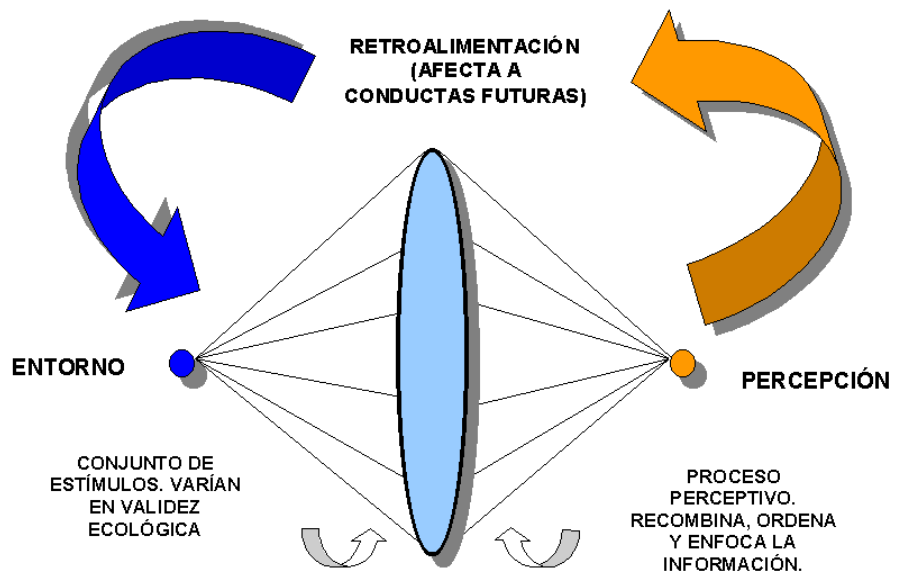 RETROALIMENTACIÓN
(AFECTA A
CONDUCTAS FUTURAS)
ENTORNO
PERCEPCIÓN
CONJUNTO DE
ESTÍMULOS. VARÍAN
EN VALIDEZ
ECOLÓGICA
PROCESO
PERCEPTIVO.
RECOMBINA, ORDENA
Y ENFOCA LA
INFORMACIÓN.